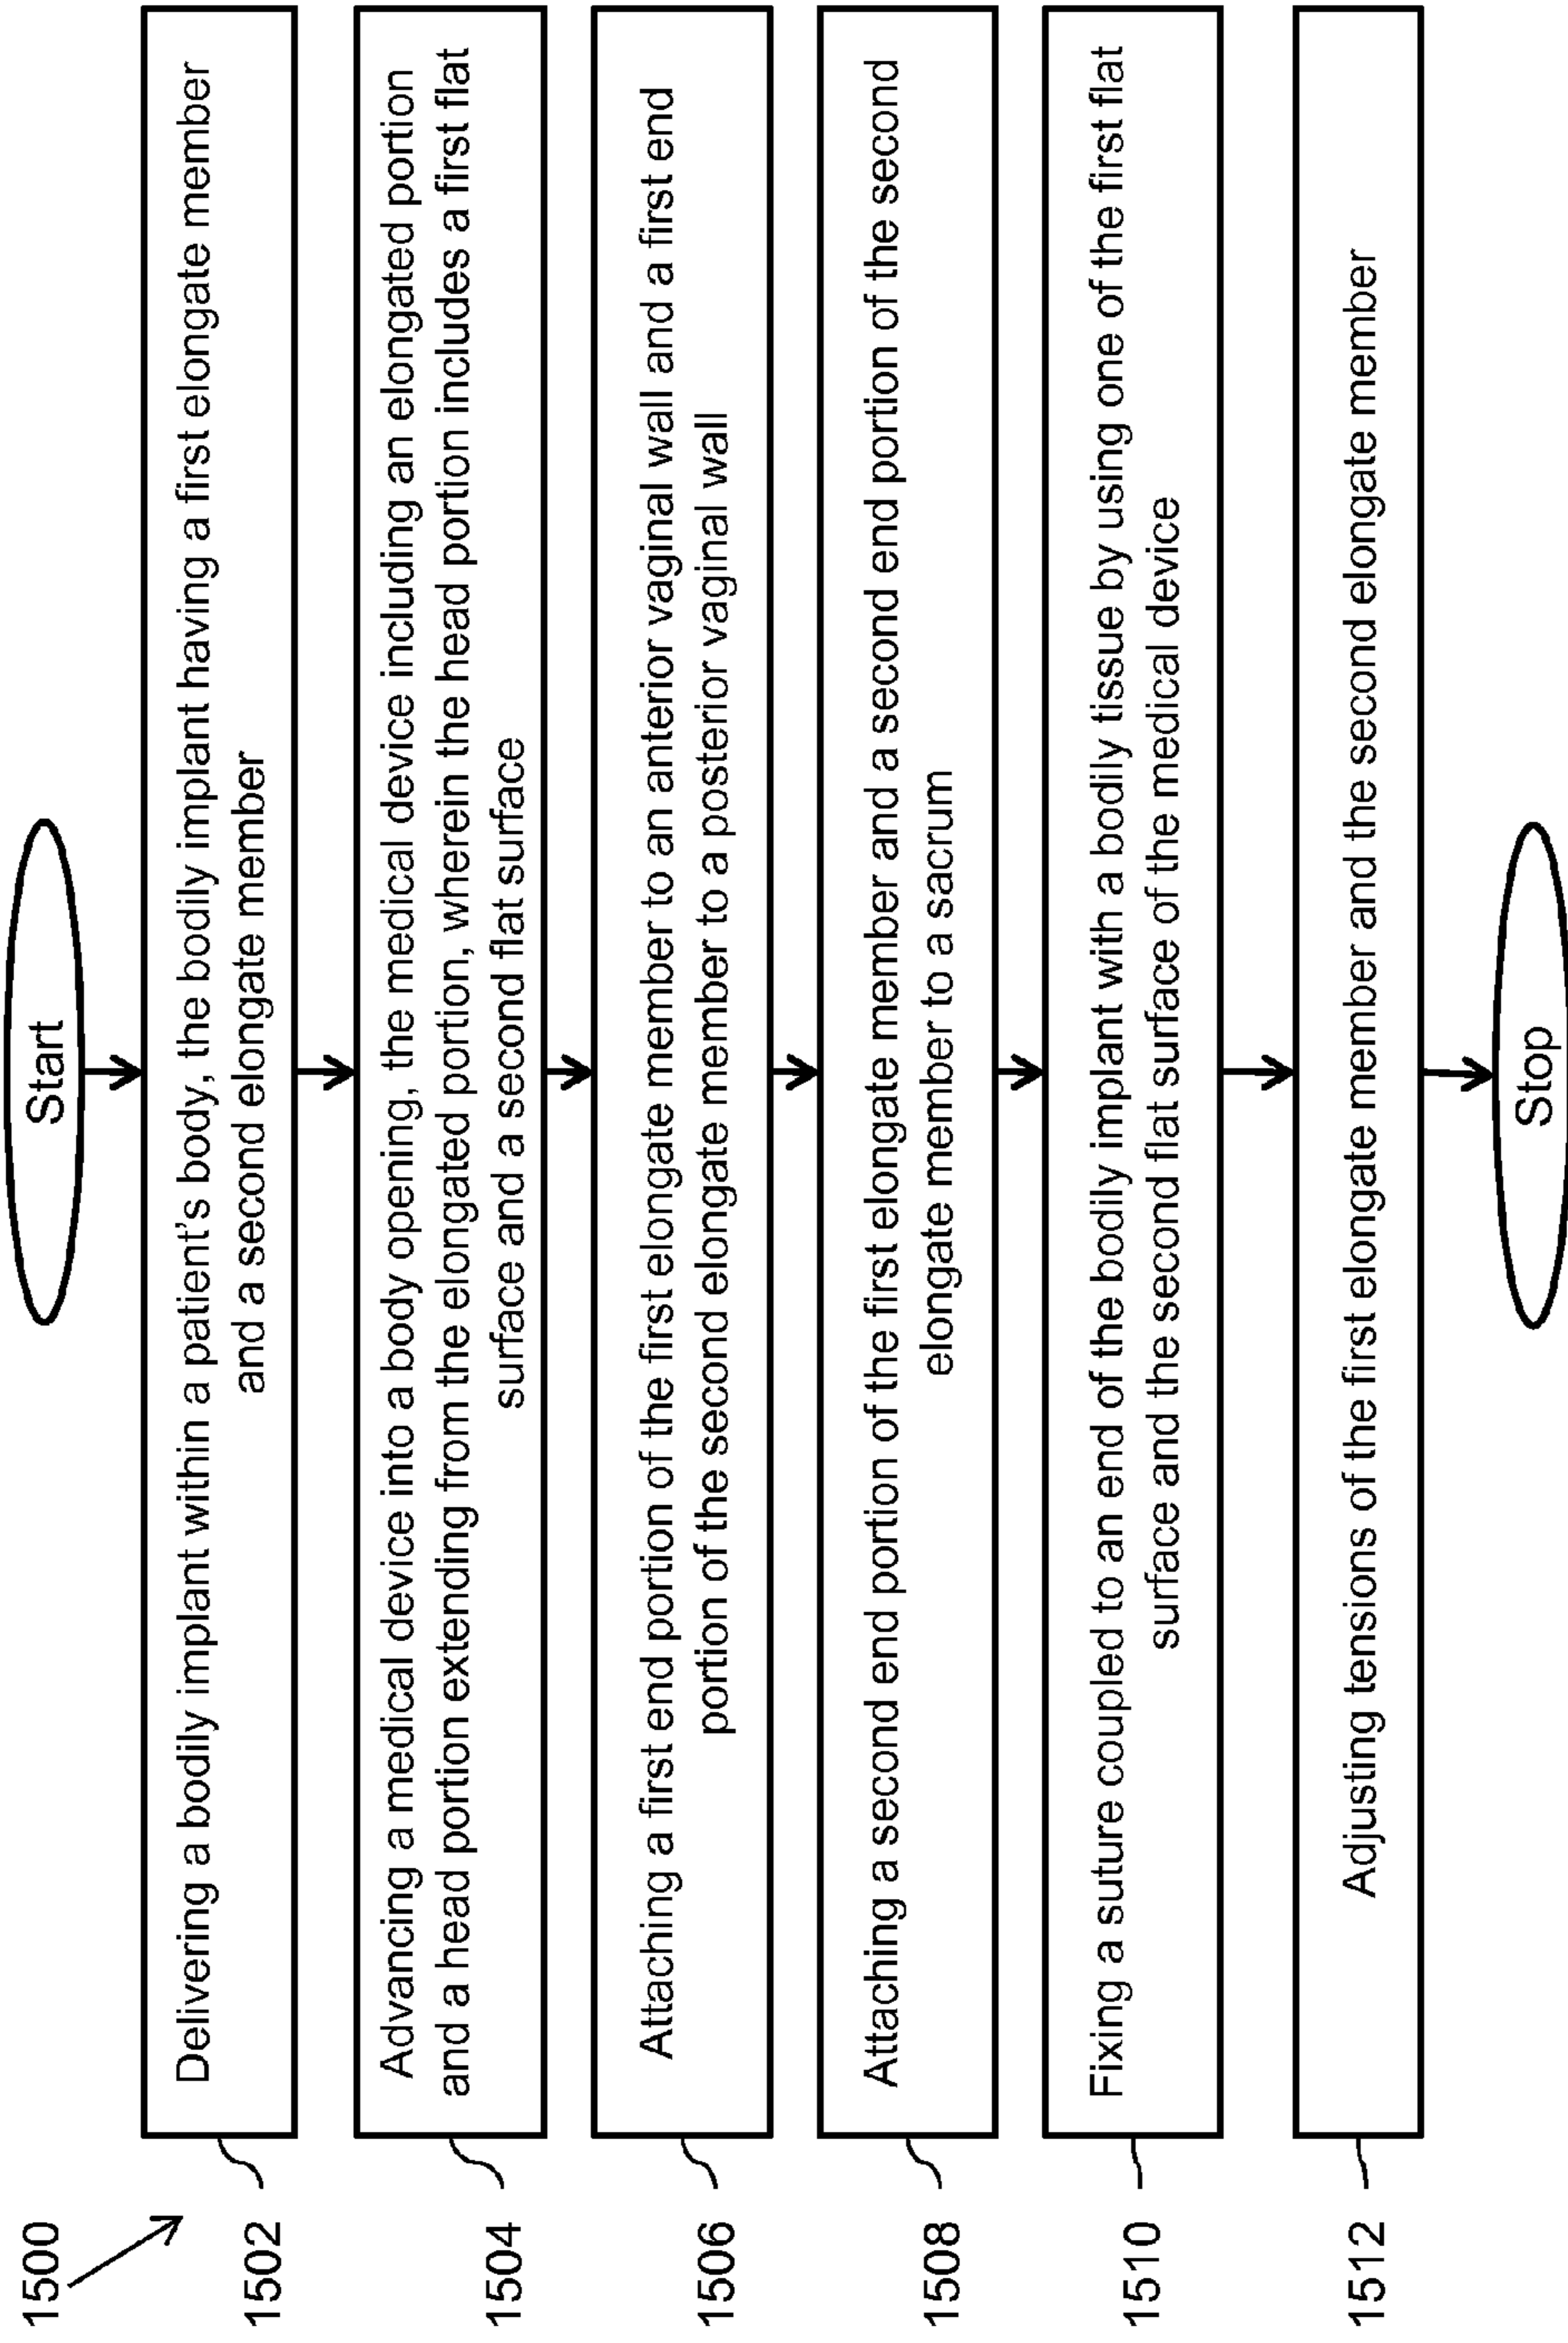 1500
Start
1502
Delivering a bodily implant within a patient's body, the bodily implant having a first elongate member
and a second elongate member
1504
Advancing a medical device into a body opening, the medical device including an elongated portion
and a head portion extending from the elongated portion, wherein the head portion includes a first flat
surface and a second flat surface
1506
Attaching a first end portion of the first elongate member to an anterior vaginal wall and a first end
portion of the second elongate member to a posterior vaginal wall
1508
Attaching a second end portion of the first elongate member and a second end portion of the second
elongate member to a sacrum
1510
Fixing a suture coupled to an end of the bodily implant with a bodily tissue by using one of the first flat
surface and the second flat surface of the medical device
1512
Adjusting tensions of the first elongate member and the second elongate member
Stop